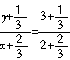 y+1/3 / x+2/3 = 3+1/3 / 2+2/3